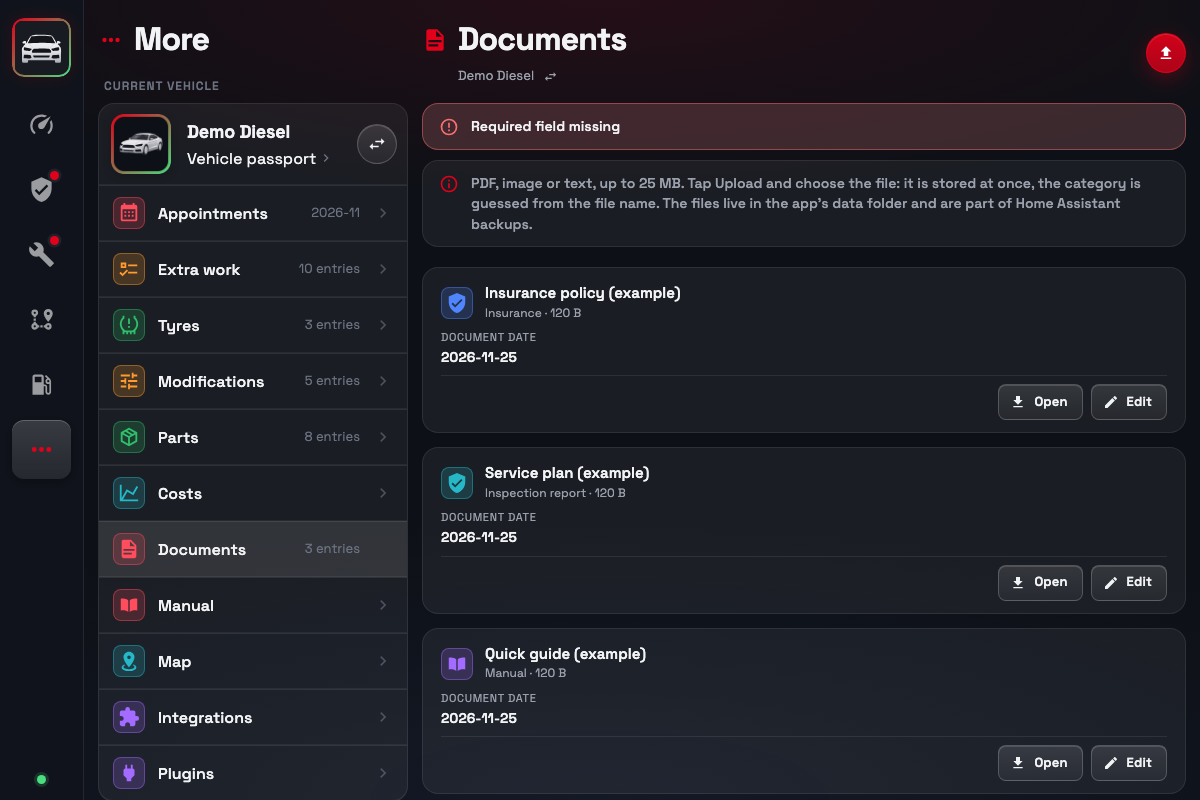 More
CURRENT VEHICLE
Demo Diesel
Vehicle passport
Appointments 2026-11
Extra work 10 entries
Tyres 3 entries
Modifications 5 entries
Parts 8 entries
Costs
Documents 3 entries
Manual
Map
Integrations
Plugins
Documents
Demo Diesel
Required field missing
PDF, image or text, up to 25 MB. Tap Upload and choose the file: it is stored at once, the category is
guessed from the file name. The files live in the app's data folder and are part of Home Assistant
backups.
Insurance policy (example)
Insurance · 120 B
DOCUMENT DATE
2026-11-25
Open Edit
Service plan (example)
Inspection report · 120 B
DOCUMENT DATE
2026-11-25
Open Edit
Quick guide (example)
Manual · 120 B
DOCUMENT DATE
2026-11-25
Open Edit